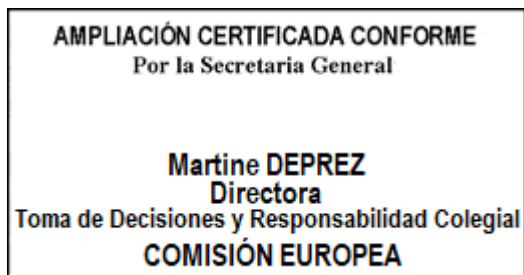 AMPLIACIÓN CERTIFICADA CONFORME
Por la Secretaria General
Martine DEPREZ
Directora
Toma de Decisiones y Responsabilidad Colegial
COMISIÓN EUROPEA